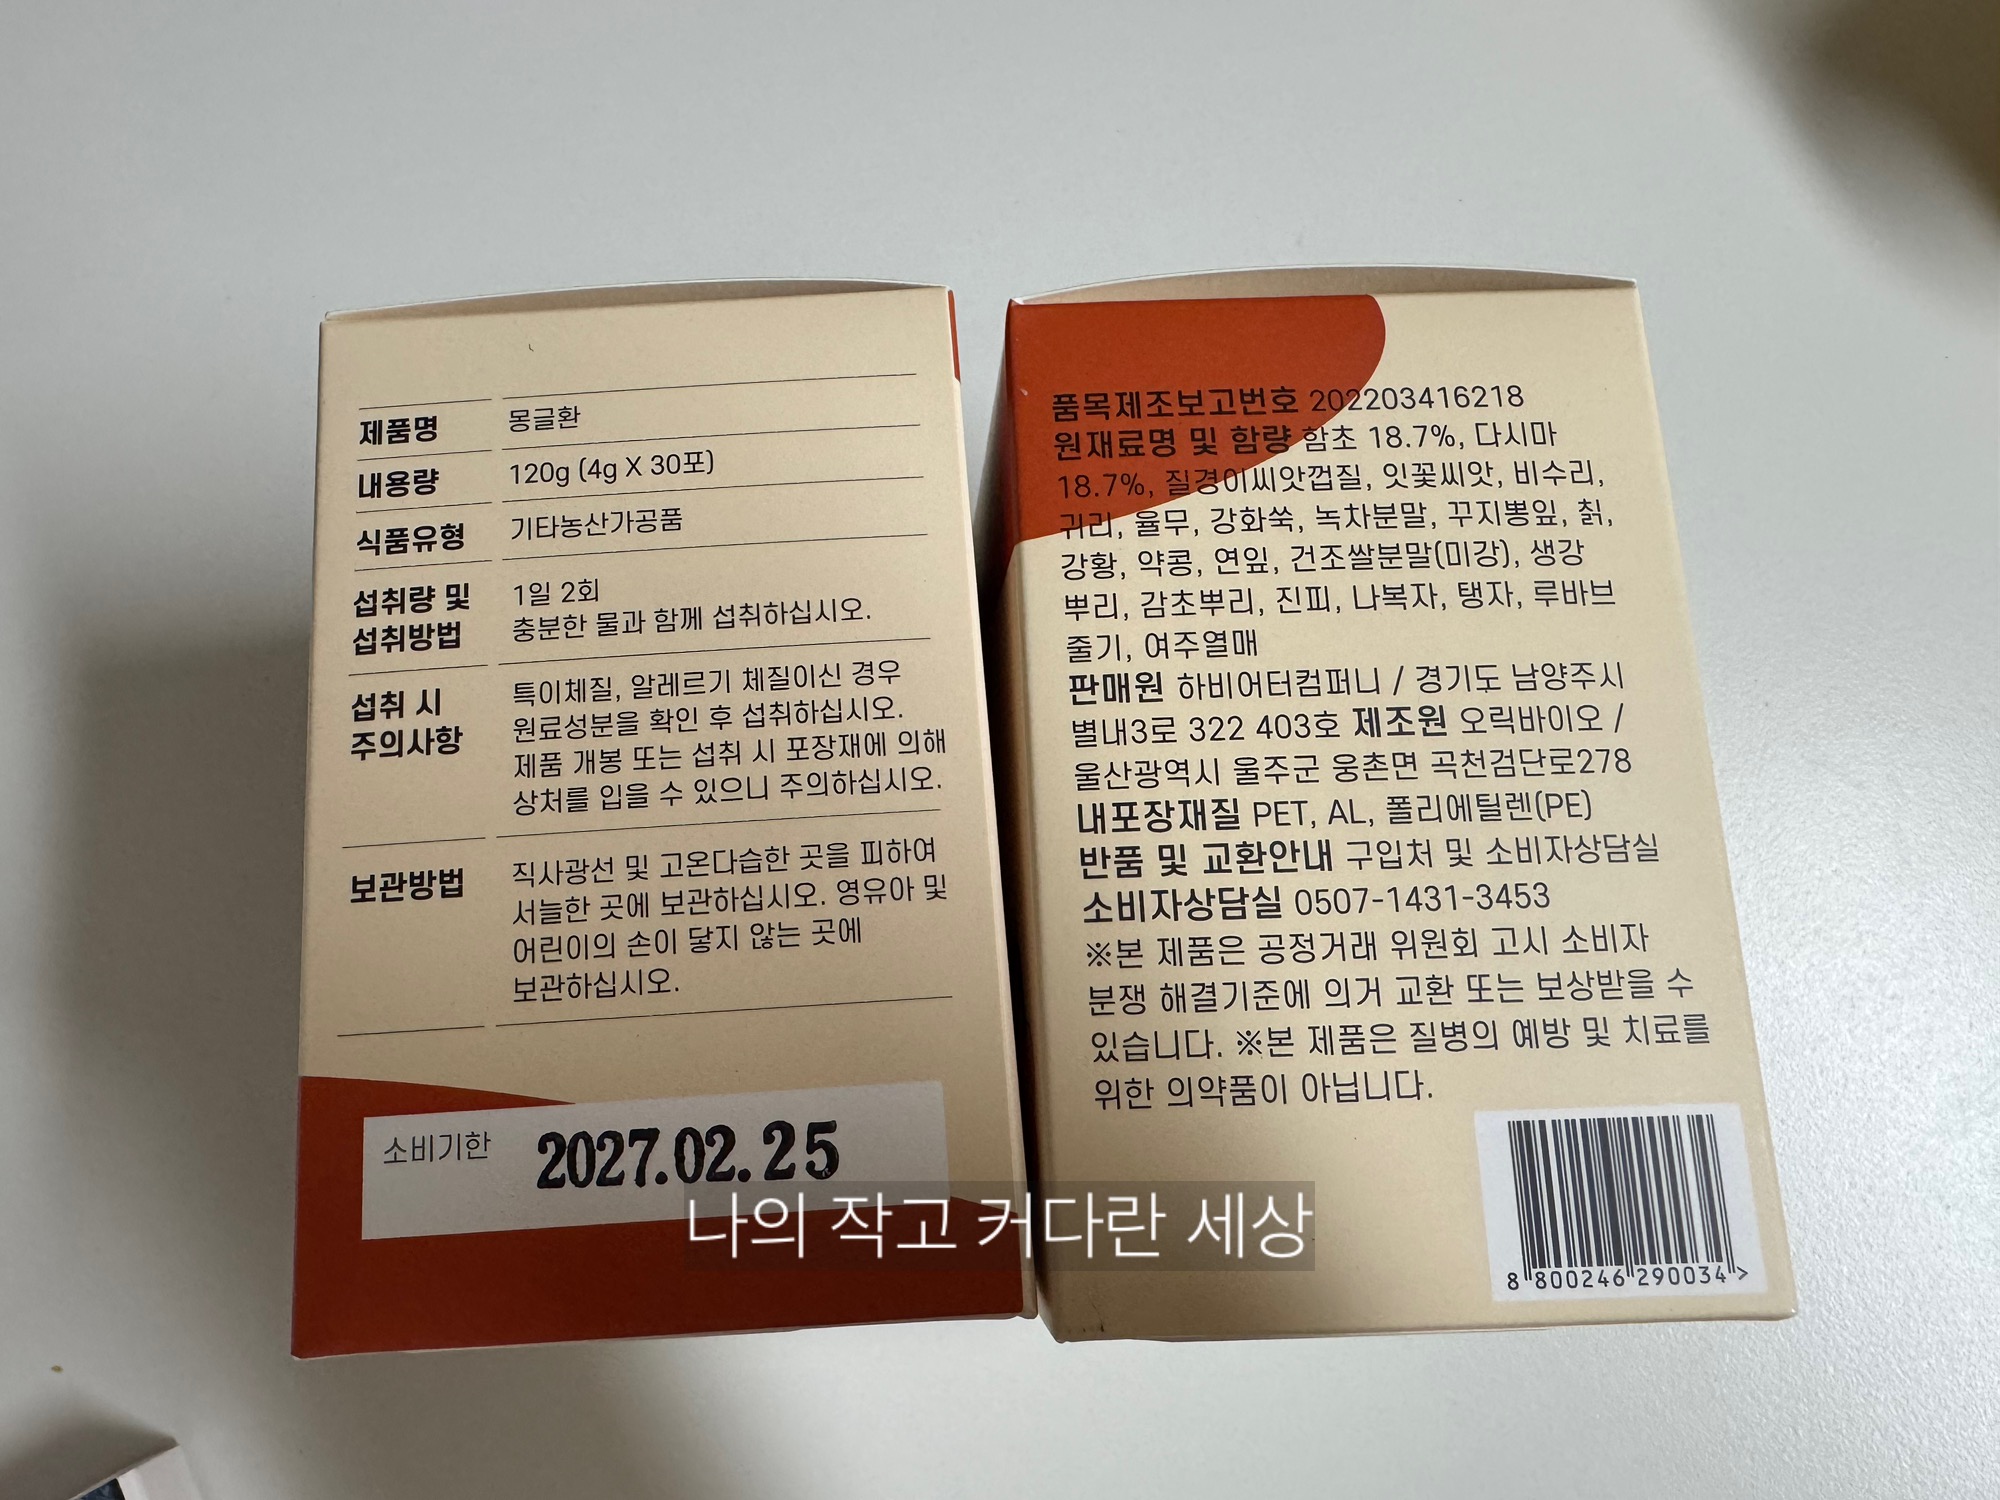 제품명 몽글환
내용량 120g (4g X 30포)
식품유형 기타농산가공품
섭취량 및 섭취방법
1일 2회
충분한 물과 함께 섭취하십시오.
섭취 시 주의사항
특이체질, 알레르기 체질이신 경우
원료성분을 확인 후 섭취하십시오.
제품 개봉 또는 섭취 시 포장재에 의해
상처를 입을 수 있으니 주의하십시오.
보관방법
직사광선 및 고온다습한 곳을 피하여
서늘한 곳에 보관하십시오. 영유아 및
어린이의 손이 닿지 않는 곳에
보관하십시오.
소비기한 2027.02.25
품목제조보고번호 202203416218
원재료명 및 함량 함초 18.7%, 다시마
18.7%, 질경이씨앗껍질, 잇꽃씨앗, 비수리,
귀리, 율무, 강화쑥, 녹차분말, 꾸지뽕잎, 칡,
강황, 약콩, 연잎, 건조쌀분말(미강), 생강
뿌리, 감초뿌리, 진피, 나복자, 탱자, 루바브
줄기, 여주열매
판매원 하비어터컴퍼니 / 경기도 남양주시
별내3로 322 403호 제조원 오릭바이오 /
울산광역시 울주군 웅촌면 곡천검단로278
내포장재질 PET, AL, 폴리에틸렌(PE)
반품 및 교환안내 구입처 및 소비자상담실
소비자상담실 0507-1431-3453
※본 제품은 공정거래 위원회 고시 소비자
분쟁 해결기준에 의거 교환 또는 보상받을 수
있습니다. ※본 제품은 질병의 예방 및 치료를
위한 의약품이 아닙니다.
8 800246 290034 >
나의 작고 커다란 세상